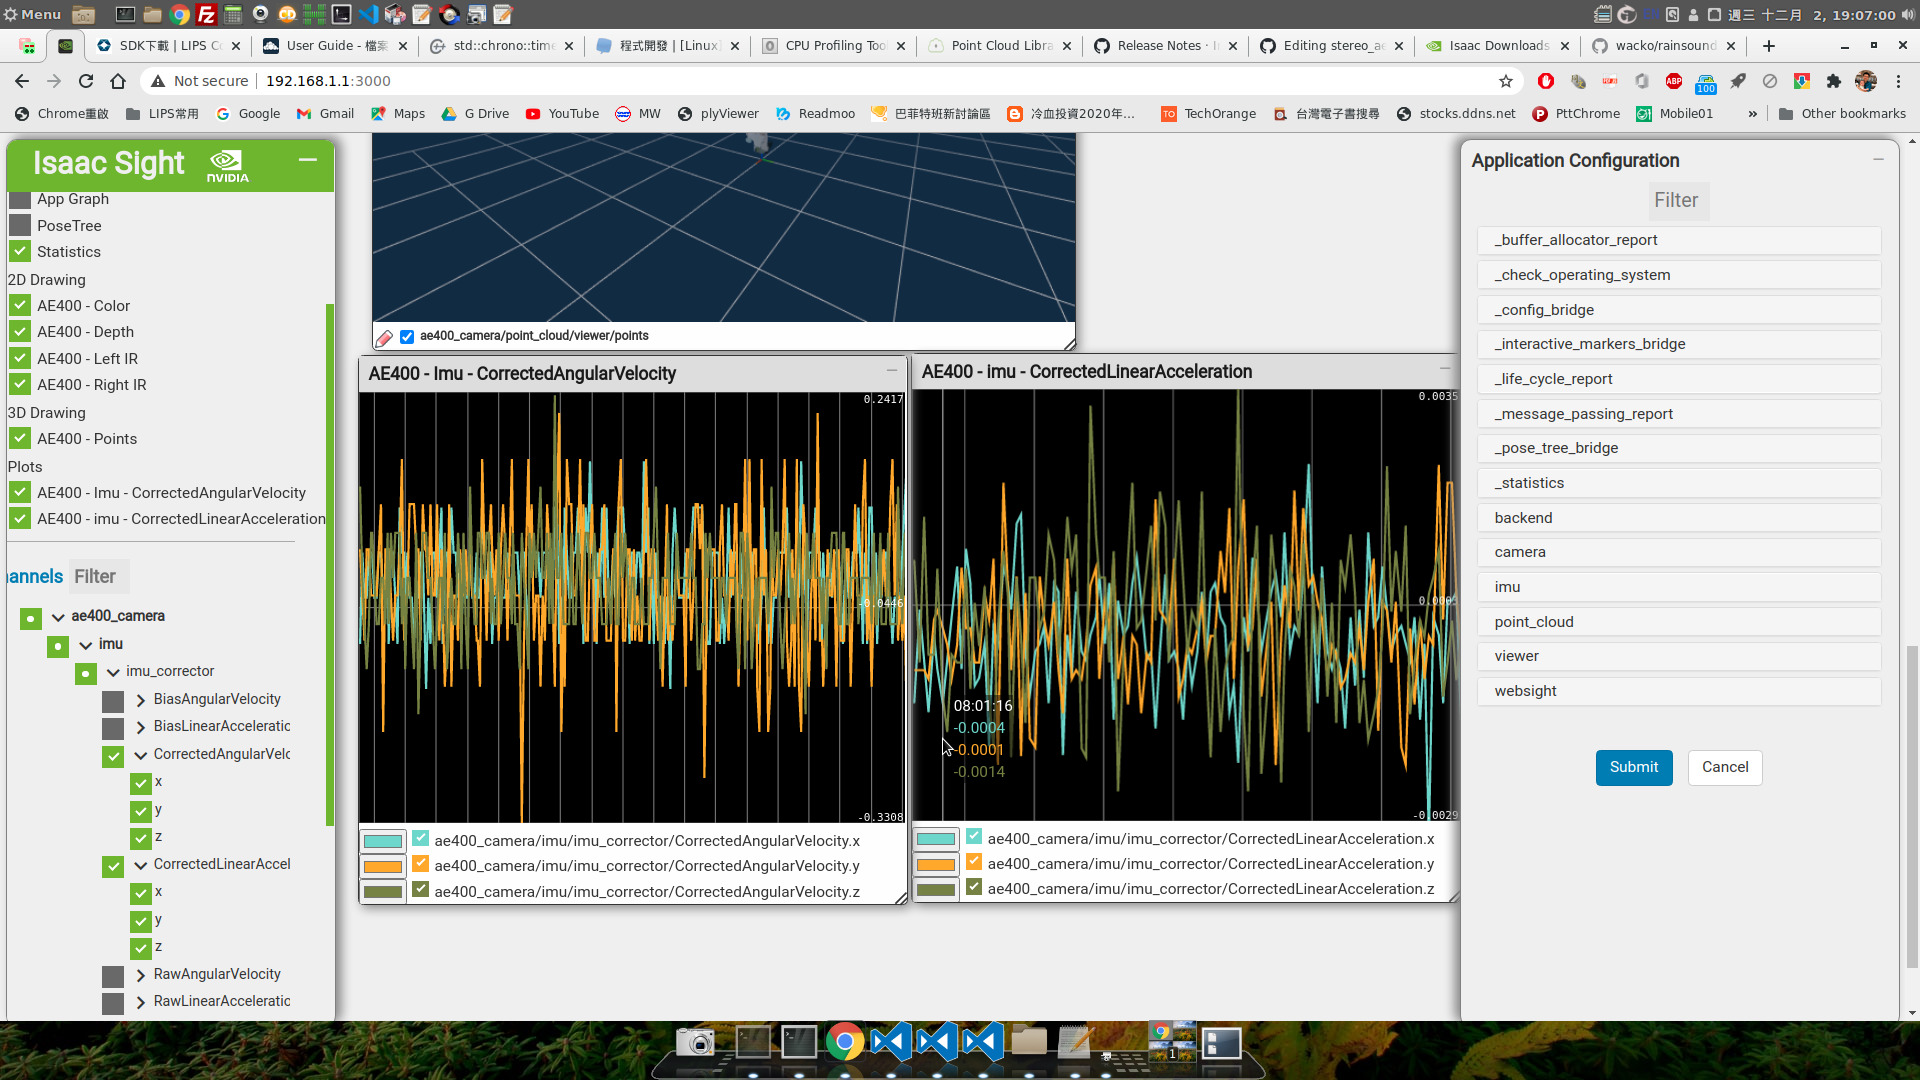 Menu
週三 十二月 2, 19:07:00
SDK下載 | LIPS C
User Guide - 檔案
std::chrono::time
程式開發 | [Linux]
CPU Profiling Tool
Point Cloud Libra
Release Notes · I
Editing stereo_ae
Isaac Downloads
wacko/rainsound
Not secure
192.168.1.1:3000
ABP
100
Chrome重啟
LIPS常用
Google
Gmail
Maps
G Drive
YouTube
MW
plyViewer
Readmoo
巴菲特班新討論區
冷血投資2020年...
TechOrange
台灣電子書搜尋
stocks.ddns.net
PttChrome
Mobile01
»
Other bookmarks
Isaac Sight
NVIDIA
App Graph
PoseTree
Statistics
2D Drawing
AE400 - Color
AE400 - Depth
AE400 - Left IR
AE400 - Right IR
3D Drawing
AE400 - Points
Plots
AE400 - Imu - CorrectedAngularVelocity
AE400 - imu - CorrectedLinearAcceleration
annels
Filter
ae400_camera
imu
imu_corrector
BiasAngularVelocity
BiasLinearAcceleratic
CorrectedAngularVelc
x
y
z
CorrectedLinearAccel
x
y
z
RawAngularVelocity
RawLinearAcceleratic
ae400_camera/point_cloud/viewer/points
AE400 - Imu - CorrectedAngularVelocity
0.2417
-0.0446
-0.3308
ae400_camera/imu/imu_corrector/CorrectedAngularVelocity.x
ae400_camera/imu/imu_corrector/CorrectedAngularVelocity.y
ae400_camera/imu/imu_corrector/CorrectedAngularVelocity.z
AE400 - imu - CorrectedLinearAcceleration
0.0035
-0.0029
08:01:16
-0.0004
-0.0001
-0.0014
ae400_camera/imu/imu_corrector/CorrectedLinearAcceleration.x
ae400_camera/imu/imu_corrector/CorrectedLinearAcceleration.y
ae400_camera/imu/imu_corrector/CorrectedLinearAcceleration.z
Application Configuration
Filter
_buffer_allocator_report
_check_operating_system
_config_bridge
_interactive_markers_bridge
_life_cycle_report
_message_passing_report
_pose_tree_bridge
_statistics
backend
camera
imu
point_cloud
viewer
websight
Submit
Cancel
1